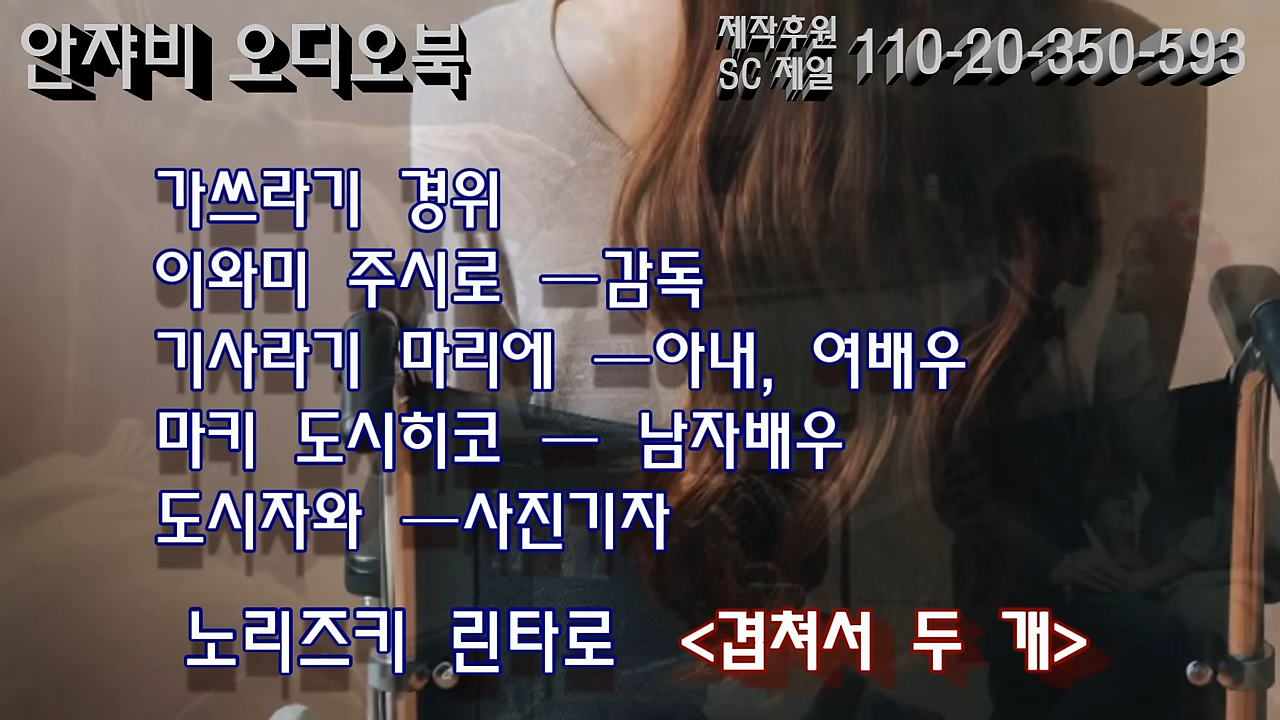 안쟈비 오디오북
제작후원
SC 제일
110-20-350-593
가쓰라기 경위
이와미 주시로 —감독
기사라기 마리에 —아내, 여배우
마키 도시히코 — 남자배우
도시자와 —사진기자
노리즈키 린타로 <겹쳐서 두 개>